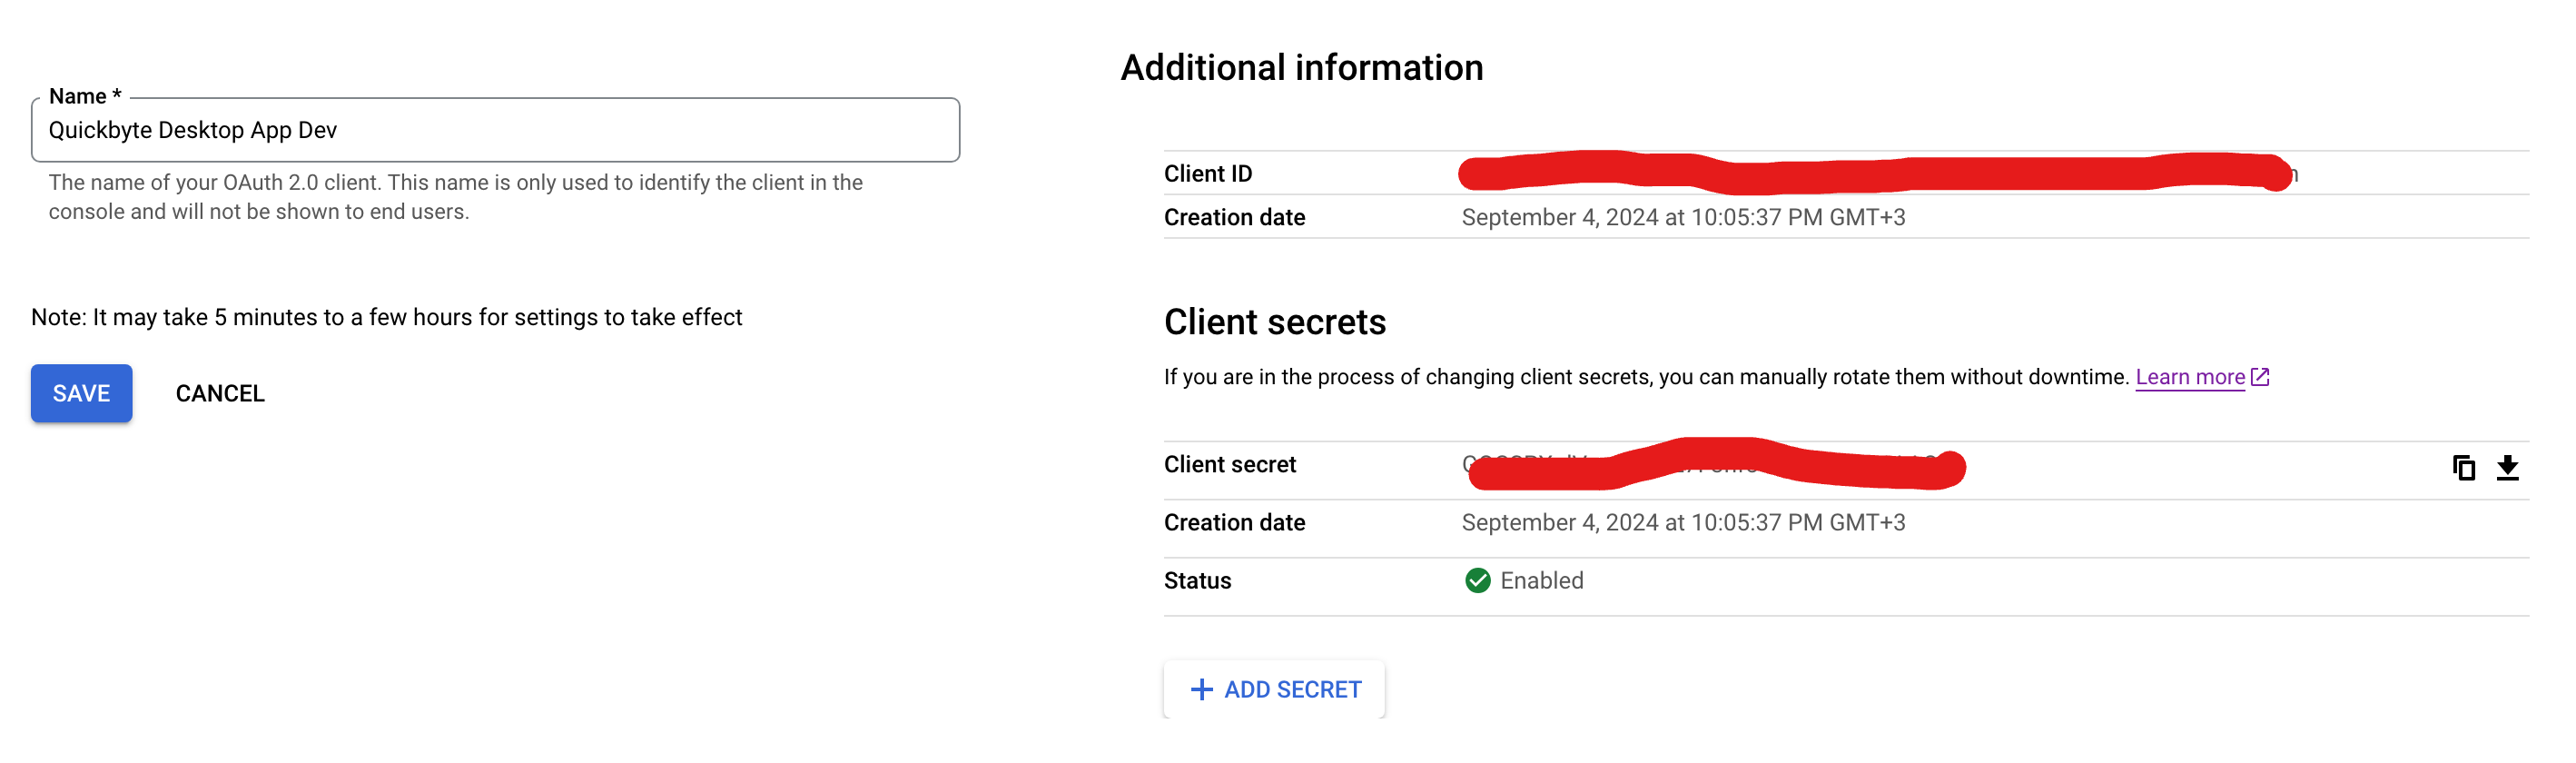 Name *
Quickbyte Desktop App Dev
The name of your OAuth 2.0 client. This name is only used to identify the client in the
console and will not be shown to end users.
Note: It may take 5 minutes to a few hours for settings to take effect
SAVE
CANCEL
Additional information
Client ID
Creation date
September 4, 2024 at 10:05:37 PM GMT+3
Client secrets
If you are in the process of changing client secrets, you can manually rotate them without downtime. Learn more
Client secret
Creation date
September 4, 2024 at 10:05:37 PM GMT+3
Status
Enabled
ADD SECRET